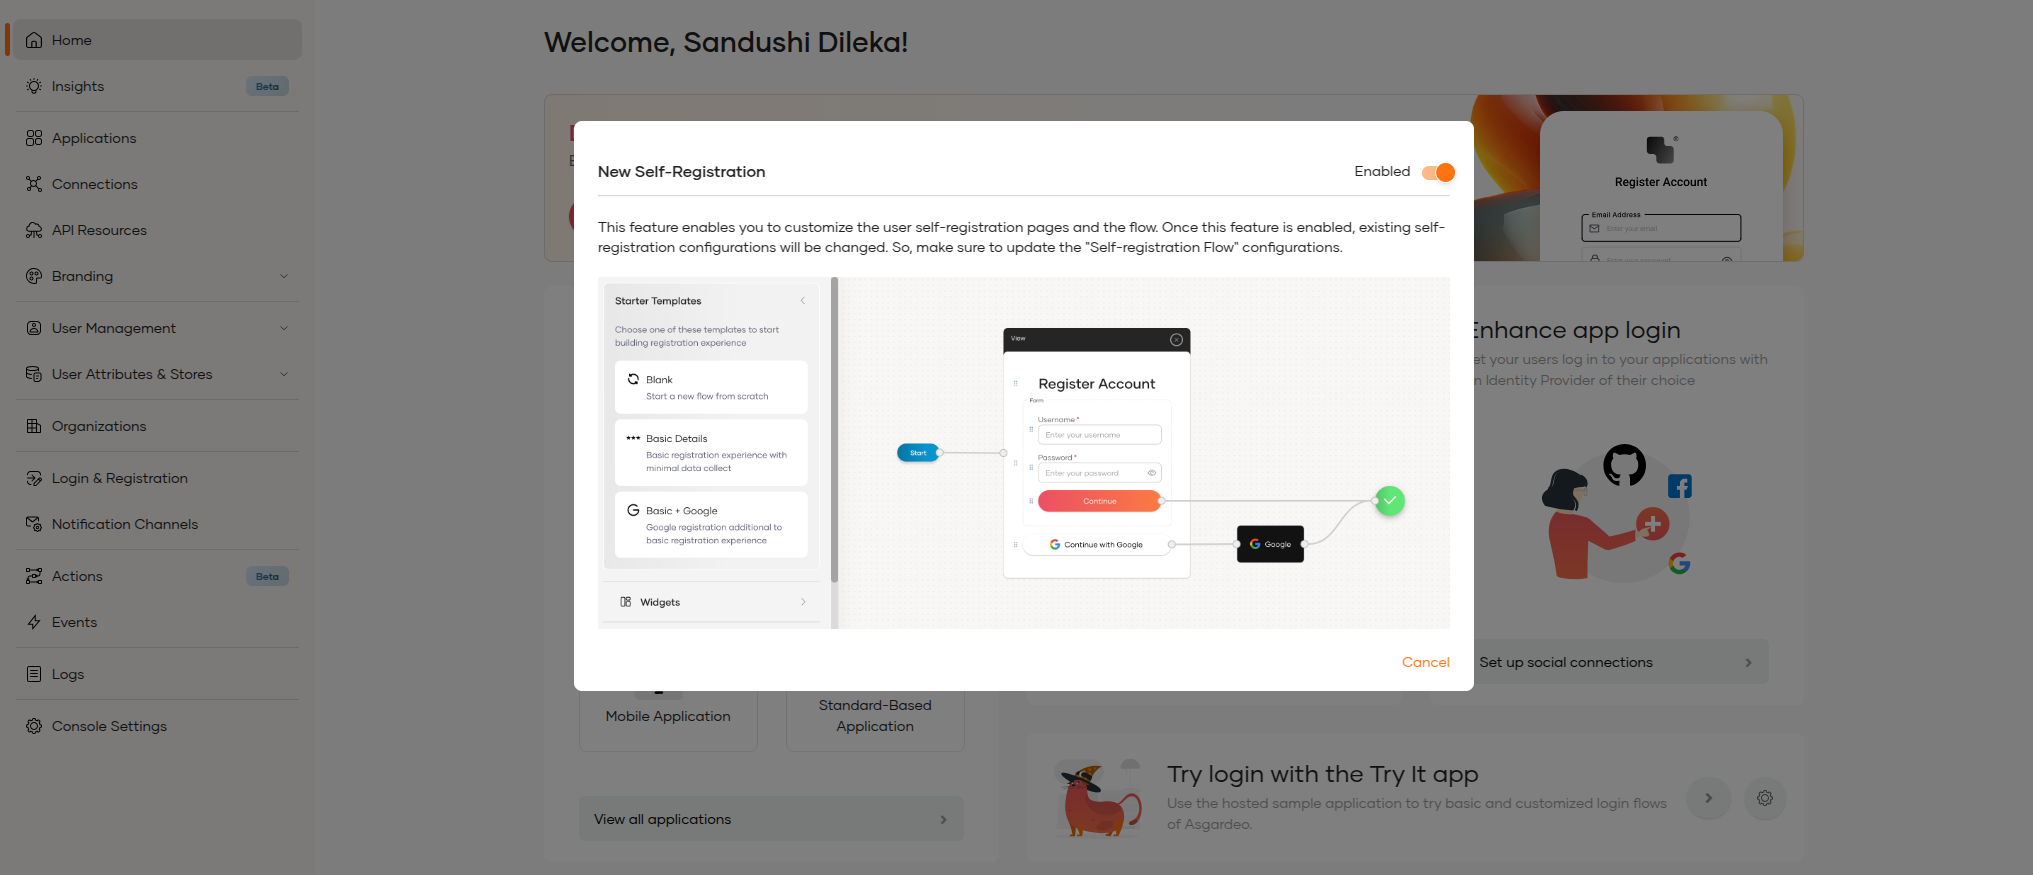 Home
Insights
Beta
Applications
Connections
API Resources
Branding
User Management
User Attributes & Stores
Organizations
Login & Registration
Notification Channels
Actions
Beta
Events
Logs
Console Settings
Welcome, Sandushi Dileka!
Register Account
Email Address
Enter your email
Enter your password
New Self-Registration
Enabled
This feature enables you to customize the user self-registration pages and the flow. Once this feature is enabled, existing self-
registration configurations will be changed. So, make sure to update the "Self-registration Flow" configurations.
Starter Templates
Choose one of these templates to start
building registration experience
Blank
Start a new flow from scratch
Basic Details
Basic registration experience with
minimal data collect
Basic + Google
Google registration additional to
basic registration experience
Widgets
Start
View
Register Account
Form
Username *
Enter your username
Password *
Enter your password
Continue
Continue with Google
Google
Cancel
Enhance app login
et your users log in to your applications with
n Identity Provider of their choice
Set up social connections
Mobile Application
Standard-Based
Application
View all applications
Try login with the Try It app
Use the hosted sample application to try basic and customized login flows
of Asgardeo.